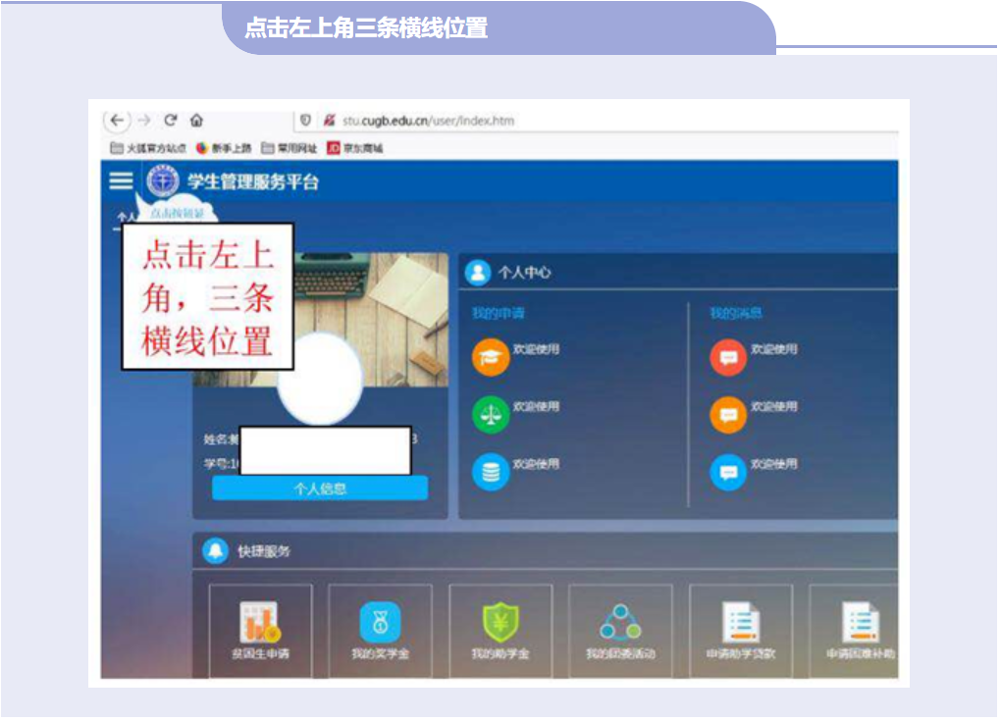 点击左上角三条横线位置
stu.cugb.edu.cn/user/index.htm
火狐官方站点 新手上路 常用网址 JD 京东商城
学生管理服务平台
个人
点击左上
角，三条
横线位置
个人中心
我的申请 我的消息
欢迎使用 欢迎使用
欢迎使用 欢迎使用
欢迎使用 欢迎使用
姓名:
学号:1
个人信息
快捷服务
贫困生申请 我的奖学金 我的助学金 我的团委活动 申请助学贷款 申请困难补助